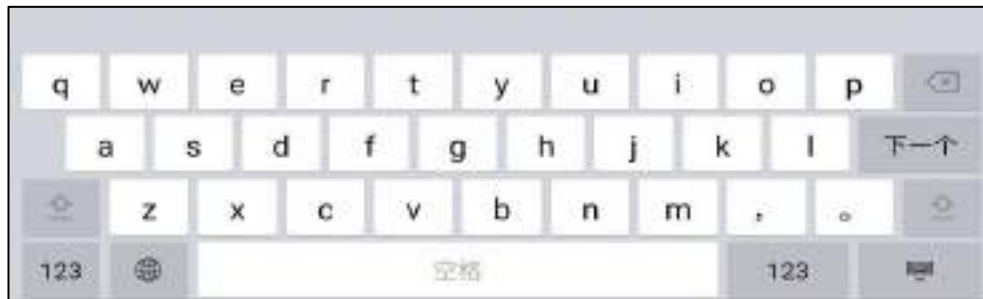 q w e r t y u i o p
a s d f g h j k l 下一个
z x c v b n m ， 。
123 空格 123